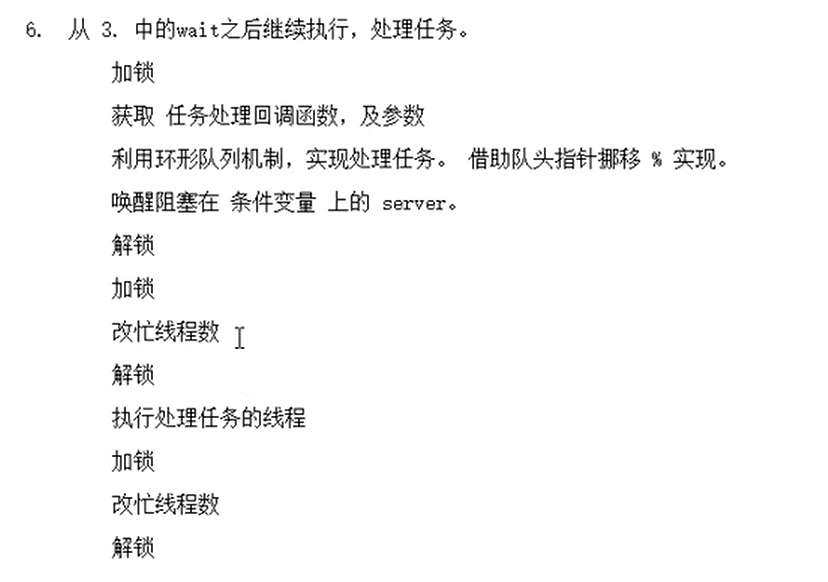 6. 从 3. 中的wait之后继续执行，处理任务。
加锁
获取 任务处理回调函数，及参数
利用环形队列机制，实现处理任务。 借助队头指针挪移 % 实现。
唤醒阻塞在 条件变量 上的 server。
解锁
加锁
改忙线程数
解锁
执行处理任务的线程
加锁
改忙线程数
解锁